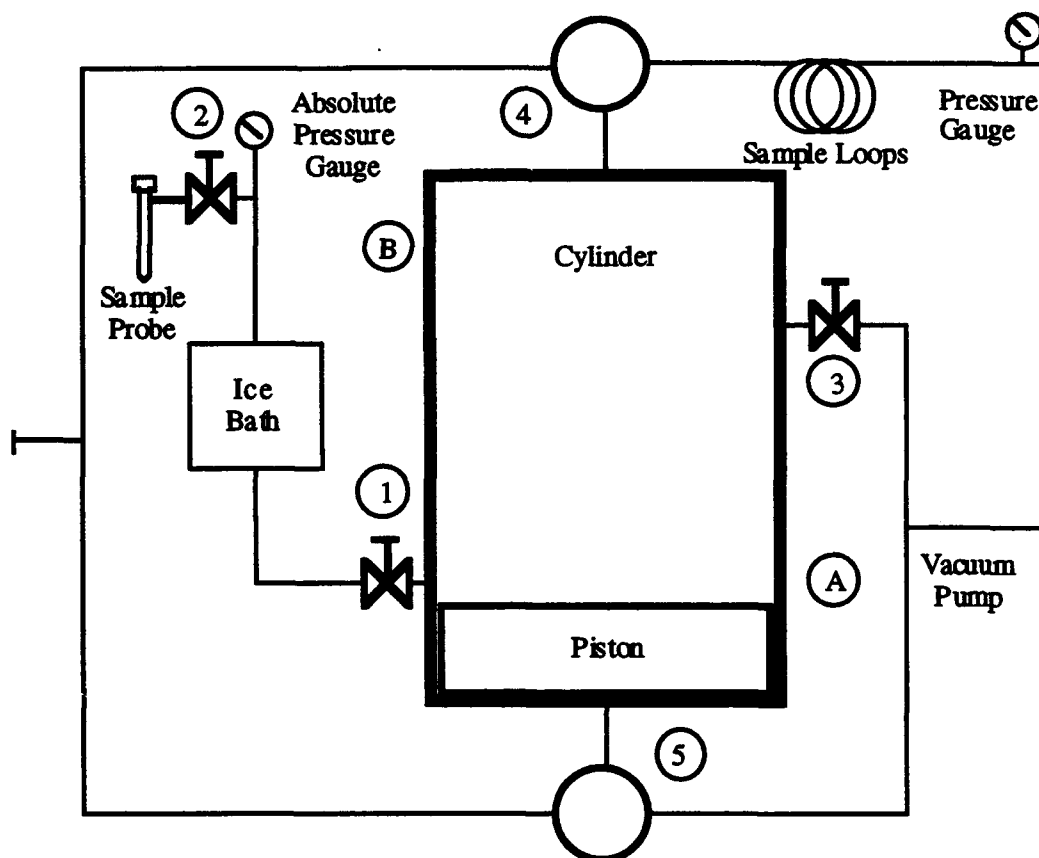 4
2
Absolute
Pressure
Gauge
Pressure
Gauge
Sample Loops
B
Cylinder
Sample
Probe
3
Ice
Bath
1
A
Vacuum
Pump
Piston
5